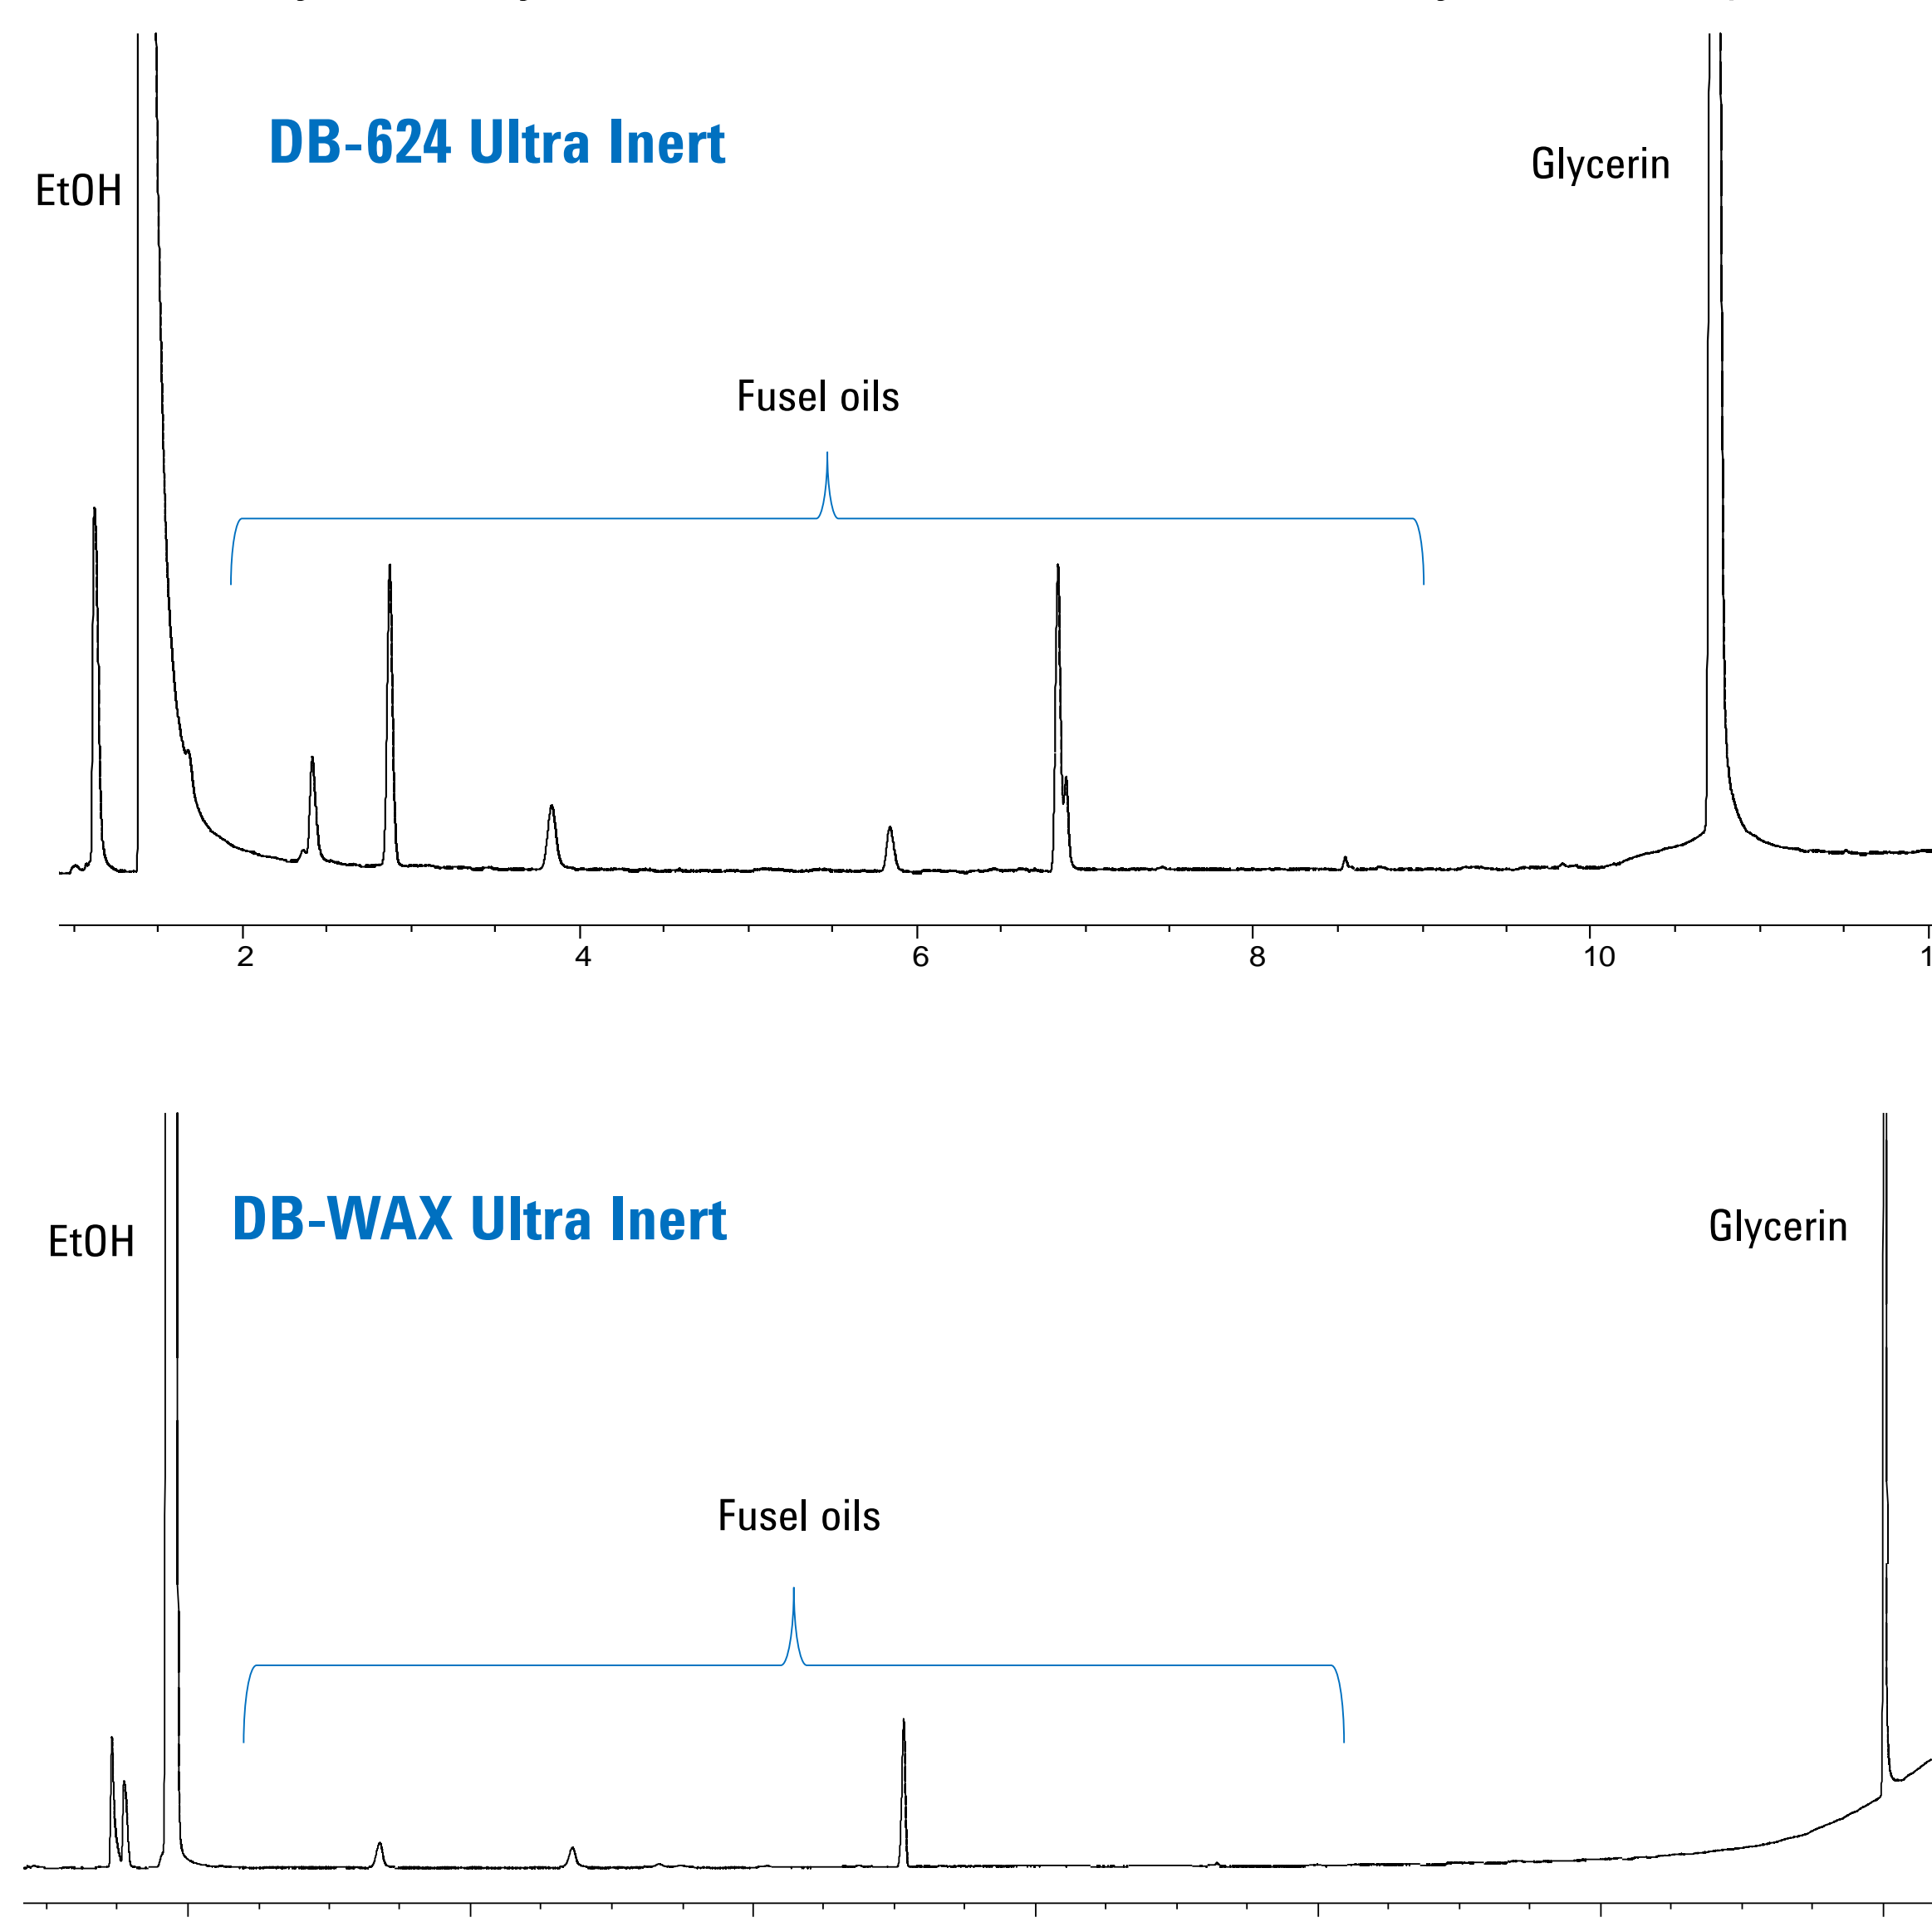 DB-624 Ultra Inert
EtOH
Glycerin
Fusel oils
2 4 6 8 10
DB-WAX Ultra Inert
EtOH
Glycerin
Fusel oils